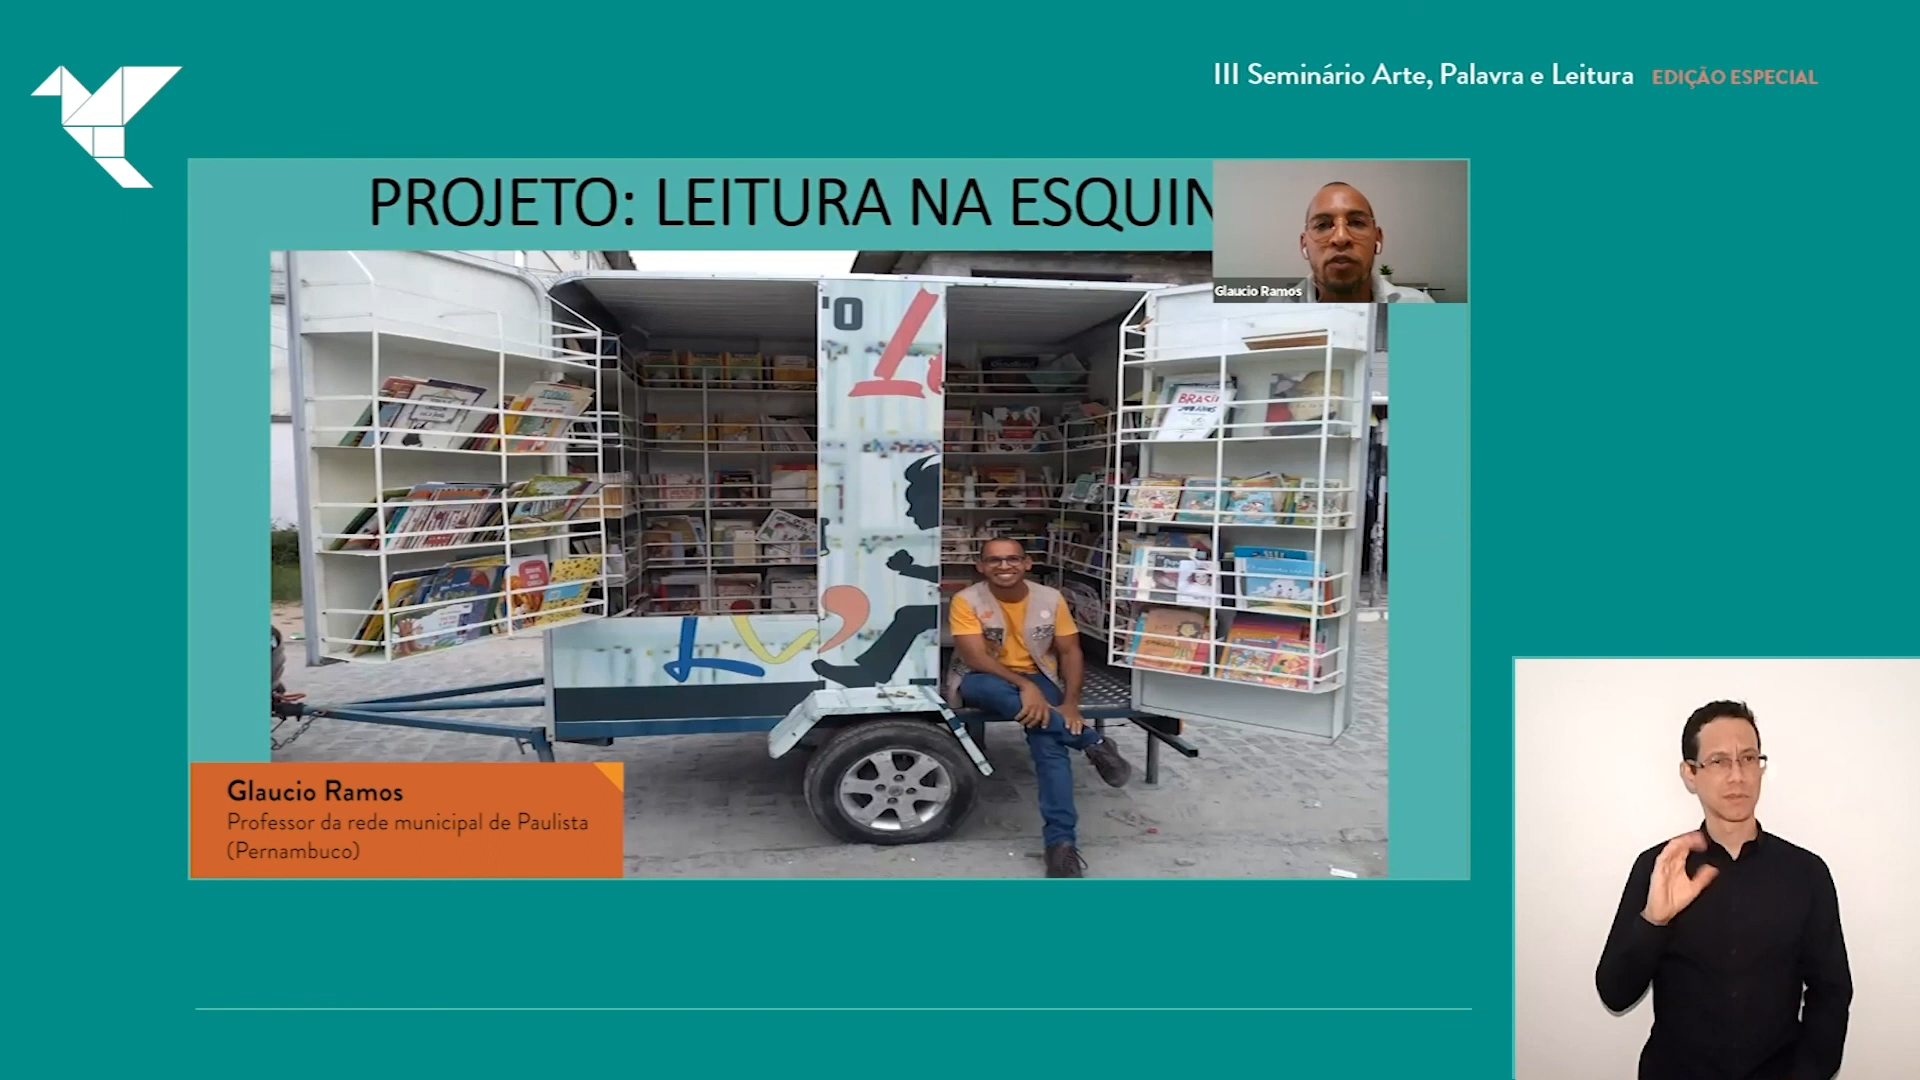 III Seminário Arte, Palavra e Leitura EDIÇÃO ESPECIAL
PROJETO: LEITURA NA ESQUIN
Glaucio Ramos
'O
BRASIL
Glaucio Ramos
Professor da rede municipal de Paulista
(Pernambuco)